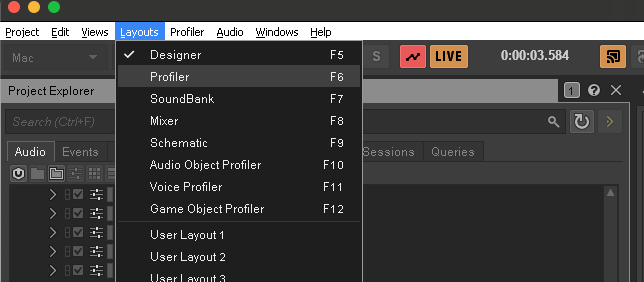 Project Edit Views Layouts Profiler Audio Windows Help
Mac
Designer F5
S LIVE 0:00:03.584
Profiler F6
Project Explorer 1
SoundBank F7
Search (Ctrl+F)
Mixer F8
Schematic F9
Audio Events Sessions Queries
Audio Object Profiler F10
Voice Profiler F11
Game Object Profiler F12
User Layout 1
User Layout 2
User Layout 3